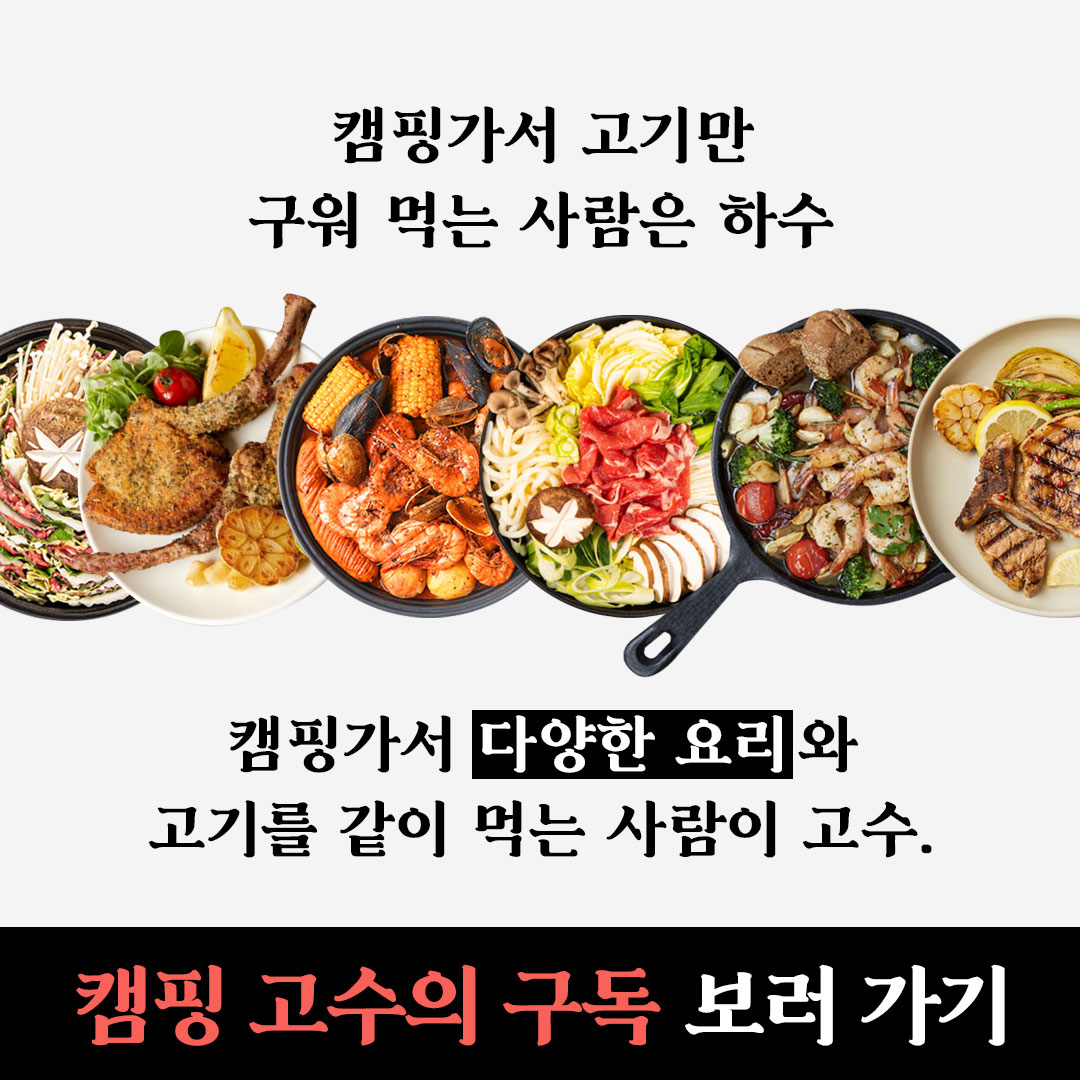 캠핑가서 고기만
구워 먹는 사람은 하수
캠핑가서 다양한 요리와
고기를 같이 먹는 사람이 고수.
캠핑 고수의 구독 보러 가기